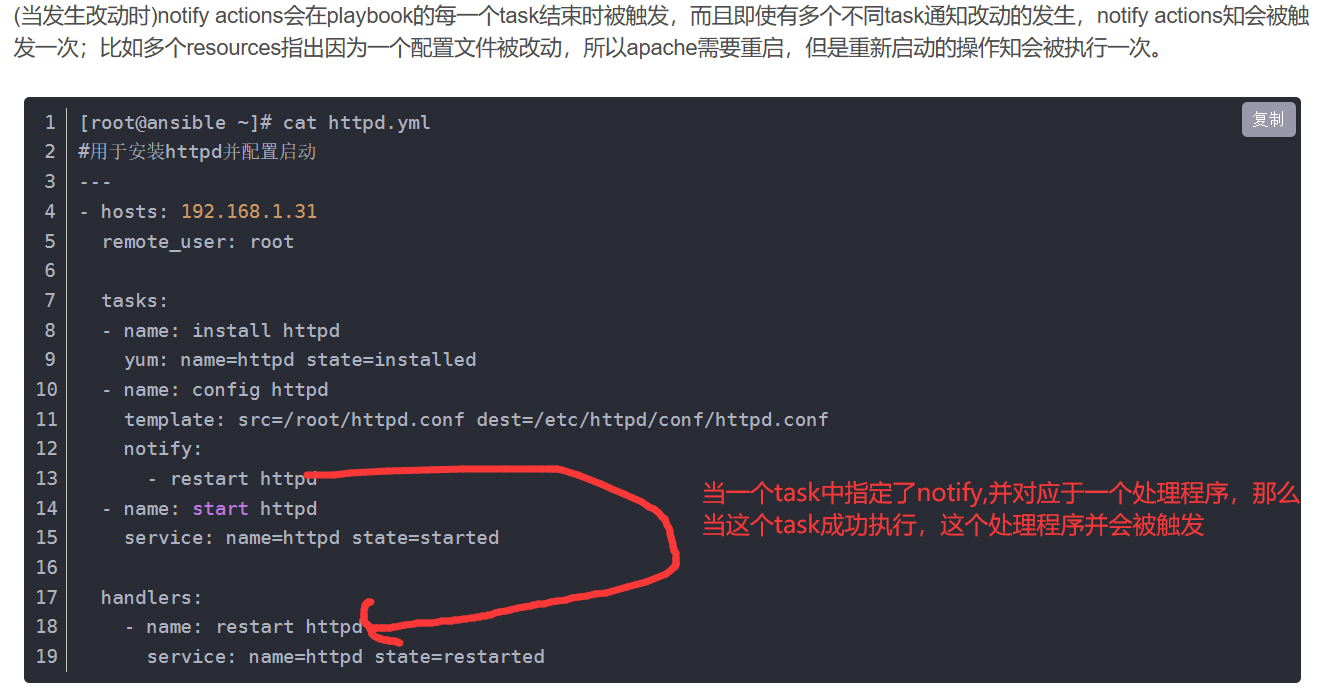 (当发生改动时)notify actions会在playbook的每一个task结束时被触发，而且即使有多个不同task通知改动的发生，notify actions知会被触
发一次；比如多个resources指出因为一个配置文件被改动，所以apache需要重启，但是重新启动的操作知会被执行一次。
复制
1 [root@ansible ~]# cat httpd.yml
2 #用于安装httpd并配置启动
3 ---
4 - hosts: 192.168.1.31
5   remote_user: root
6
7   tasks:
8   - name: install httpd
9     yum: name=httpd state=installed
10   - name: config httpd
11     template: src=/root/httpd.conf dest=/etc/httpd/conf/httpd.conf
12     notify:
13       - restart httpd
14   - name: start httpd
15     service: name=httpd state=started
16
17   handlers:
18     - name: restart httpd
19       service: name=httpd state=restarted
当一个task中指定了notify,并对应于一个处理程序，那么
当这个task成功执行，这个处理程序并会被触发